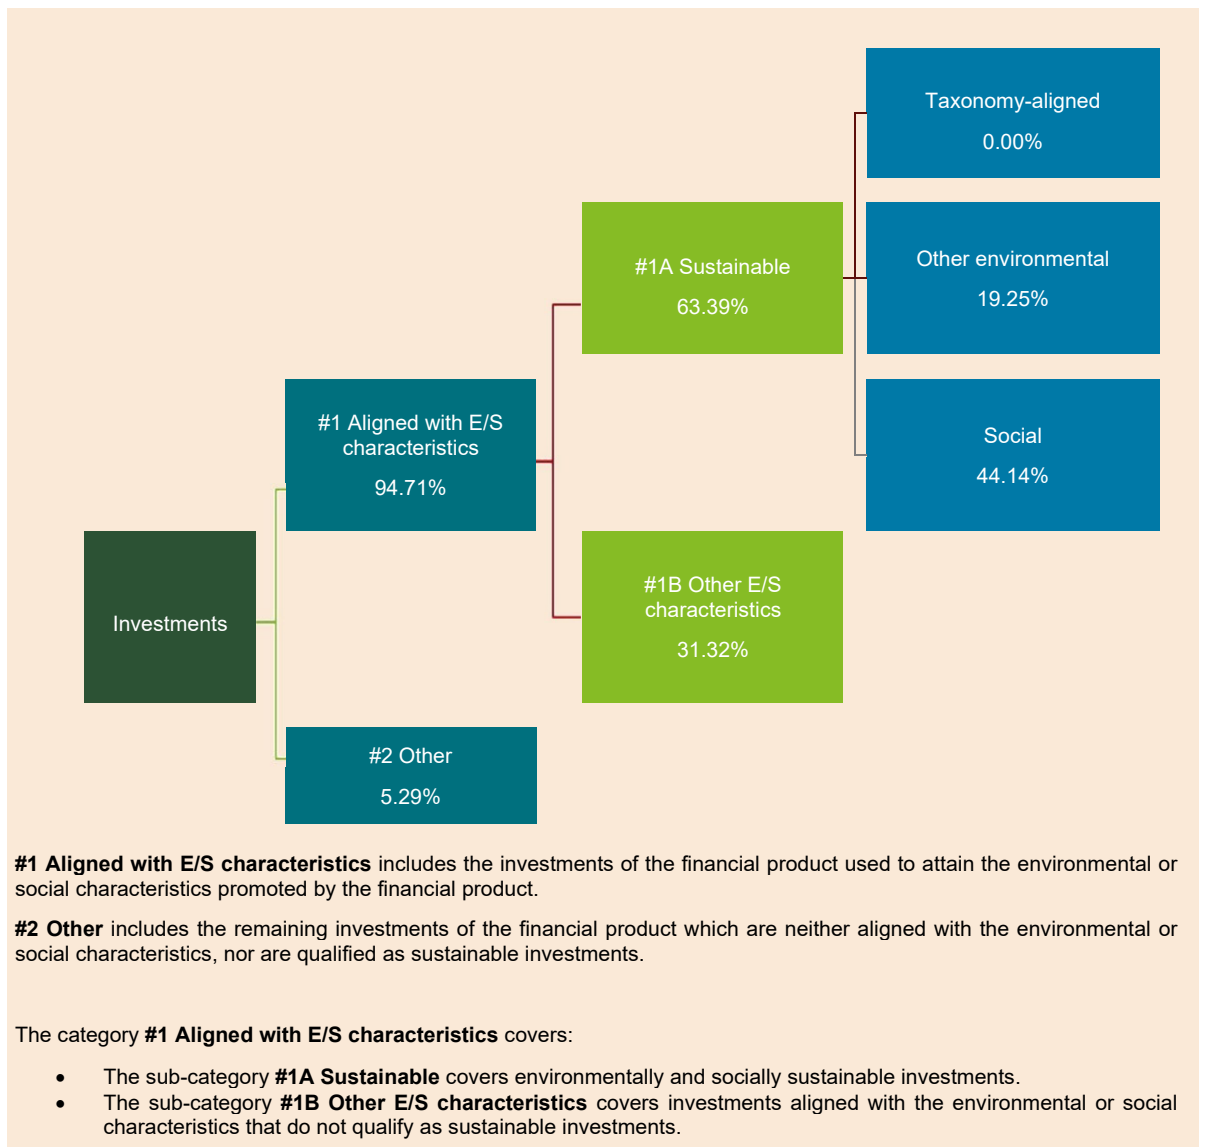 Taxonomy-aligned
0.00%
#1A Sustainable
63.39%
Other environmental
19.25%
#1 Aligned with E/S
characteristics
94.71%
Social
44.14%
Investments
#1B Other E/S
characteristics
31.32%
#2 Other
5.29%
#1 Aligned with E/S characteristics includes the investments of the financial product used to attain the environmental or
social characteristics promoted by the financial product.
#2 Other includes the remaining investments of the financial product which are neither aligned with the environmental or
social characteristics, nor are qualified as sustainable investments.
The category #1 Aligned with E/S characteristics covers:
• The sub-category #1A Sustainable covers environmentally and socially sustainable investments.
• The sub-category #1B Other E/S characteristics covers investments aligned with the environmental or social
characteristics that do not qualify as sustainable investments.